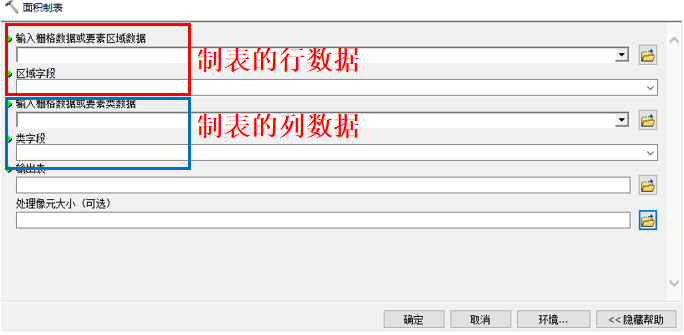 面积制表
输入栅格数据或要素区域数据
制表的行数据
区域字段
输入栅格数据或要素类数据
制表的列数据
类字段
输出表
处理像元大小（可选）
确定 取消 环境... << 隐藏帮助